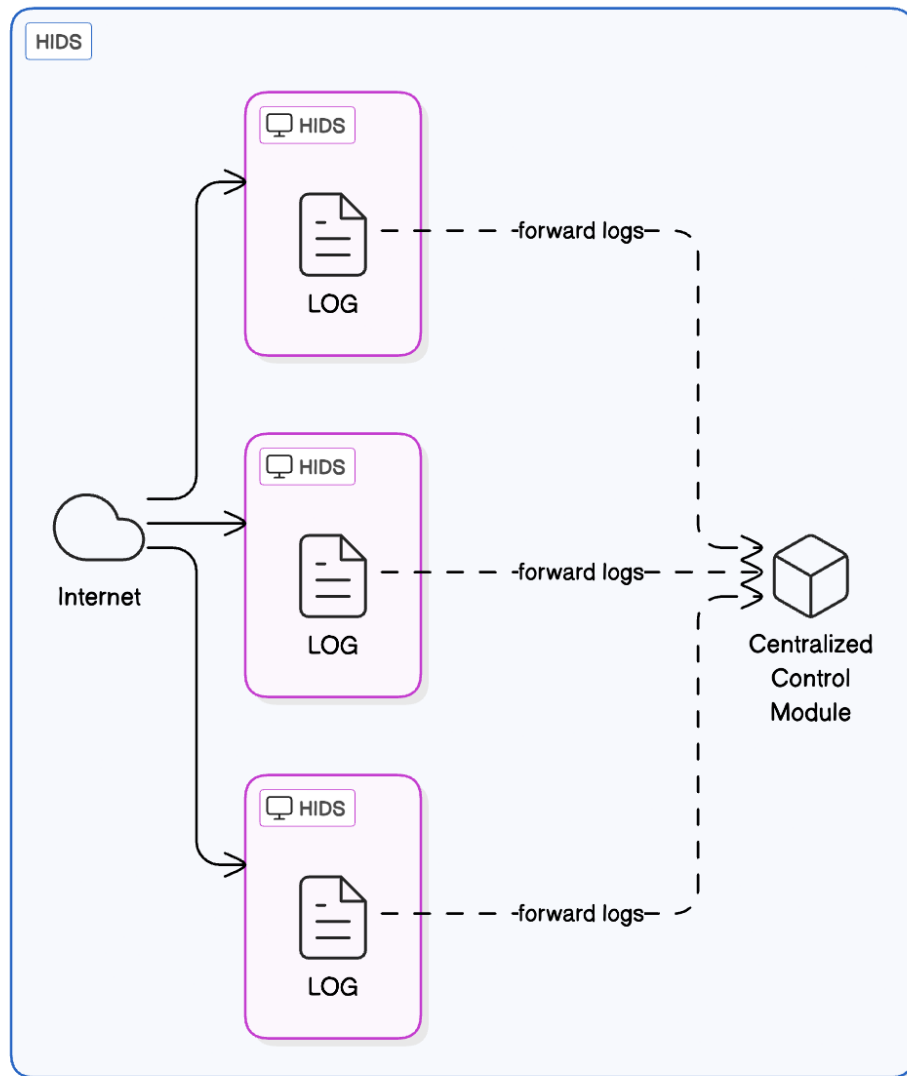 HIDS
HIDS
LOG
forward logs
HIDS
LOG
forward logs
Internet
Centralized
Control
Module
HIDS
LOG
forward logs